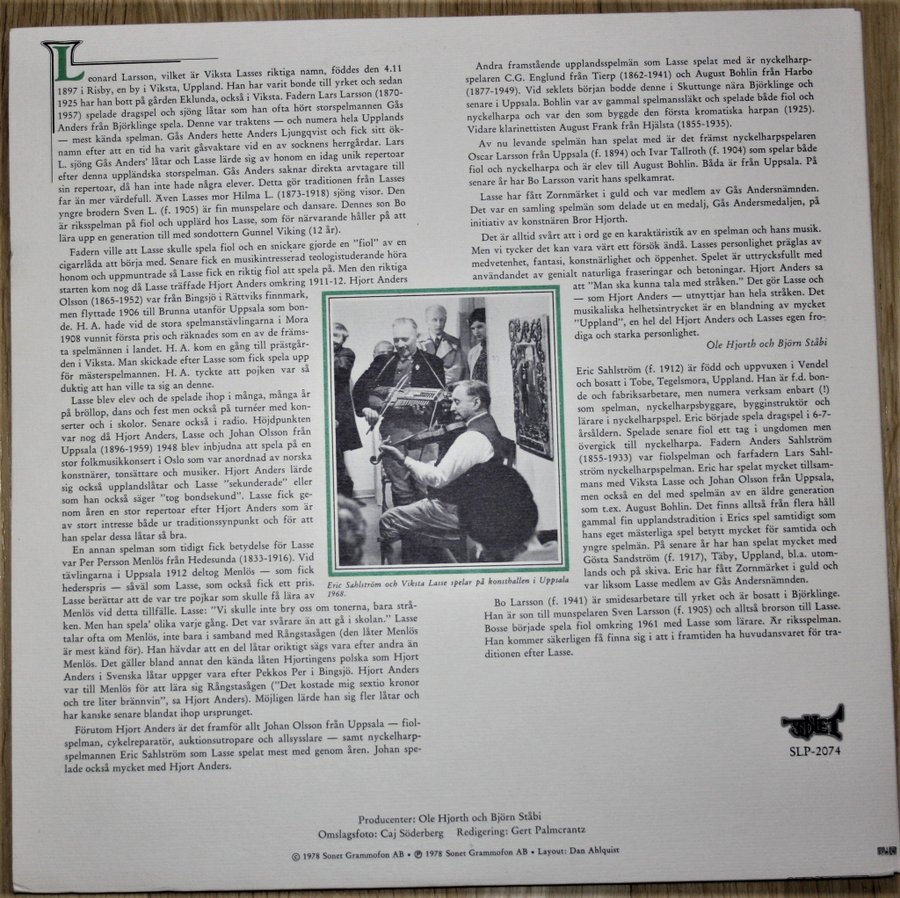 Leonard Larsson, vilket är Viksta Lasses riktiga namn, föddes den 4.11
1897 i Risby, en by i Viksta, Uppland. Han har varit bonde till yrket och sedan
1925 har han bott på gården Eklunda, också i Viksta. Fadern Lars Larsson (1870-
1957) spelade dragspel och sjöng låtar som han ofta hört storspelmannen Gås
Anders från Björklinge spela. Denne var traktens — och numera hela Upplands
— mest kända spelman. Gås Anders hette Anders Ljungqvist och fick sitt ök-
namn efter att en tid ha varit gåsvaktare vid en av socknens herrgårdar. Lars
L. sjöng Gås Anders' låtar och Lasse lärde sig av honom en idag unik repertoar
efter denna uppländska storspelman. Gås Anders saknar direkta arvtagare till
sin repertoar, då han inte hade några elever. Detta gör traditionen från Lasses
far än mer värdefull. Även Lasses mor Hilma L. (1873-1918) sjöng visor. Den
yngre brodern Sven L. (f. 1905) är fin munspelare och dansare. Dennes son Bo
är riksspelman på fiol och upplärd hos Lasse, som för närvarande håller på att
lära upp en generation till med sondottern Gunnel Viking (12 år).
Fadern ville att Lasse skulle spela fiol och en snickare gjorde en "fiol" av en
cigarrlåda att börja med. Senare fick en musikintresserad teologistuderande höra
honom och uppmuntrade så Lasse fick en riktig fiol att spela på. Men den riktiga
starten kom nog då Lasse träffade Hjort Anders omkring 1911-12. Hjort Anders
Olsson (1865-1952) var från Bingsjö i Rättviks finnmark,
men flyttade 1906 till Brunna utanför Uppsala som bon-
de. H. A. hade vid de stora spelmanstävlingarna i Mora
1908 vunnit första pris och räknades som en av de främs-
ta spelmännen i landet. H. A. kom en gång till prästgår-
den i Viksta. Man skickade efter Lasse som fick spela upp
för mästerspelmannen. H. A. tyckte att pojken var så
duktig att han ville ta sig an denne.
Lasse blev elev och de spelade ihop i många, många år
på bröllop, dans och fest men också på turnéer med kon-
serter och i skolor. Senare också i radio. Höjdpunkten
var nog då Hjort Anders, Lasse och Johan Olsson från
Uppsala (1896-1959) 1948 blev inbjudna att spela på en
stor folkmusikkonsert i Oslo som var anordnad av norska
konstnärer, tonsättare och musiker. Hjort Anders lärde
sig också upplandslåtar och Lasse "sekunderade" eller
som han också säger "tog bondsekund". Lasse fick ge-
nom åren en stor repertoar efter Hjort Anders som är
av stort intresse både ur traditionssynpunkt och för att
han spelar dessa låtar så bra.
En annan spelman som tidigt fick betydelse för Lasse
var Per Persson Menlös från Hedesunda (1833-1916). Vid
tävlingarna i Uppsala 1912 deltog Menlös — som fick
hederspris — såväl som Lasse, som också fick ett pris.
Lasse berättar att de var tre pojkar som skulle få lära av
Menlös vid detta tillfälle. Lasse: "Vi skulle inte bry oss om tonerna, bara strå-
ken. Men han spela' olika varje gång. Det var svårare än att gå i skolan." Lasse
talar ofta om Menlös, inte bara i samband med Rångstasågen (den låter Menlös
är mest känd för). Han hävdar att en del låtar oriktigt sägs vara efter andra än
Menlös. Det gäller bland annat den kända låten Hjortingens polska som Hjort
Anders i Svenska låtar uppger vara efter Pekkos Per i Bingsjö. Hjort Anders
var till Menlös för att lära sig Rångstasågen ("Det kostade mig sextio kronor
och tre liter brännvin", sa Hjort Anders). Möjligen lärde han sig fler låtar och
har kanske senare blandat ihop ursprunget.
Förutom Hjort Anders är det framför allt Johan Olsson från Uppsala — fiol-
spelman, cykelreparatör, auktionsutropare och allsysslare — samt nyckelharp-
spelmannen Eric Sahlström som Lasse spelat mest med genom åren. Johan spe-
lade också mycket med Hjort Anders.
Andra framstående upplandsspelmän som Lasse spelat med är nyckelharp-
spelaren C.G. Englund från Tierp (1862-1941) och August Bohlin från Harbo
(1877-1949). Vid seklets början bodde denne i Skuttunge nära Björklinge och
senare i Uppsala. Bohlin var av gammal spelmanssläkt och spelade både fiol och
nyckelharpa och var den som byggde den första kromatiska harpan (1925).
Vidare klarinettisten August Frank från Hjälsta (1855-1935).
Av nu levande spelmän han spelat med är det främst nyckelharpspelaren
Oscar Larsson från Uppsala (f. 1894) och Ivar Tallroth (f. 1904) som spelar både
fiol och nyckelharpa och är elev till August Bohlin. Båda är från Uppsala. På
senare år har Bo Larsson varit hans spelkamrat.
Lasse har fått Zornmärket i guld och var medlem av Gås Andersnämnden.
Det var en samling spelmän som delade ut en medalj, Gås Andersmedaljen, på
initiativ av konstnären Bror Hjorth.
Det är alltid svårt att i ord ge en karaktäristik av en spelman och hans musik.
Men vi tycker det kan vara värt ett försök ändå. Lasses personlighet präglas av
medvetenhet, fantasi, konstnärlighet och öppenhet. Spelet är uttrycksfullt med
användandet av genialt naturliga fraseringar och betoningar. Hjort Anders sa
att "Man ska kunna tala med stråken." Det gör Lasse och
— som Hjort Anders — utnyttjar han hela stråken. Det
musikaliska helhetsintrycket är en blandning av mycket
"Uppland", en hel del Hjort Anders och Lasses egen fro-
diga och starka personlighet.
Ole Hjorth och Björn Ståbi
Eric Sahlström (f. 1912) är född och uppvuxen i Vendel
och bosatt i Tobe, Tegelsmora, Uppland. Han är f.d. bon-
de och fabriksarbetare, men numera verksam enbart (!)
som spelman, nyckelharpsbyggare, bygginstruktör och
lärare i nyckelharpspel. Eric började spela dragspel i 6-7-
årsåldern. Spelade senare fiol ett tag i ungdomen men
övergick till nyckelharpa. Fadern Anders Sahlström
(1855-1933) var fiolspelman och farfadern Lars Sahl-
ström nyckelharpspelman. Eric har spelat mycket tillsam-
mans med Viksta Lasse och Johan Olsson från Uppsala,
men också en del med spelmän av en äldre generation
som t.ex. August Bohlin. Det finns alltså från flera håll
gammal fin upplandstradition i Erics spel samtidigt som
hans eget mästerliga spel betytt mycket för samtida och
yngre spelmän. På senare år har han spelat mycket med
Gösta Sandström (f. 1917), Täby, Uppland, bl.a. utom-
lands och på skiva. Eric har fått Zornmärket i guld och
var liksom Lasse medlem av Gås Andersnämnden.
Bo Larsson (f. 1941) är smidesarbetare till yrket och är bosatt i Björklinge.
Han är son till munspelaren Sven Larsson (f. 1905) och alltså brorson till Lasse.
Bosse började spela fiol omkring 1961 med Lasse som lärare. Är riksspelman.
Han kommer säkerligen få finna sig i att i framtiden ha huvudansvaret för tra-
ditionen efter Lasse.
Eric Sahlström och Viksta Lasse spelar på konsthallen i Uppsala
1968.
SONET
SLP-2074
Producenter: Ole Hjorth och Björn Ståbi
Omslagsfoto: Caj Söderberg Redigering: Gert Palmcrantz
© 1978 Sonet Grammofon AB • ℗ 1978 Sonet Grammofon AB • Layout: Dan Ahlquist